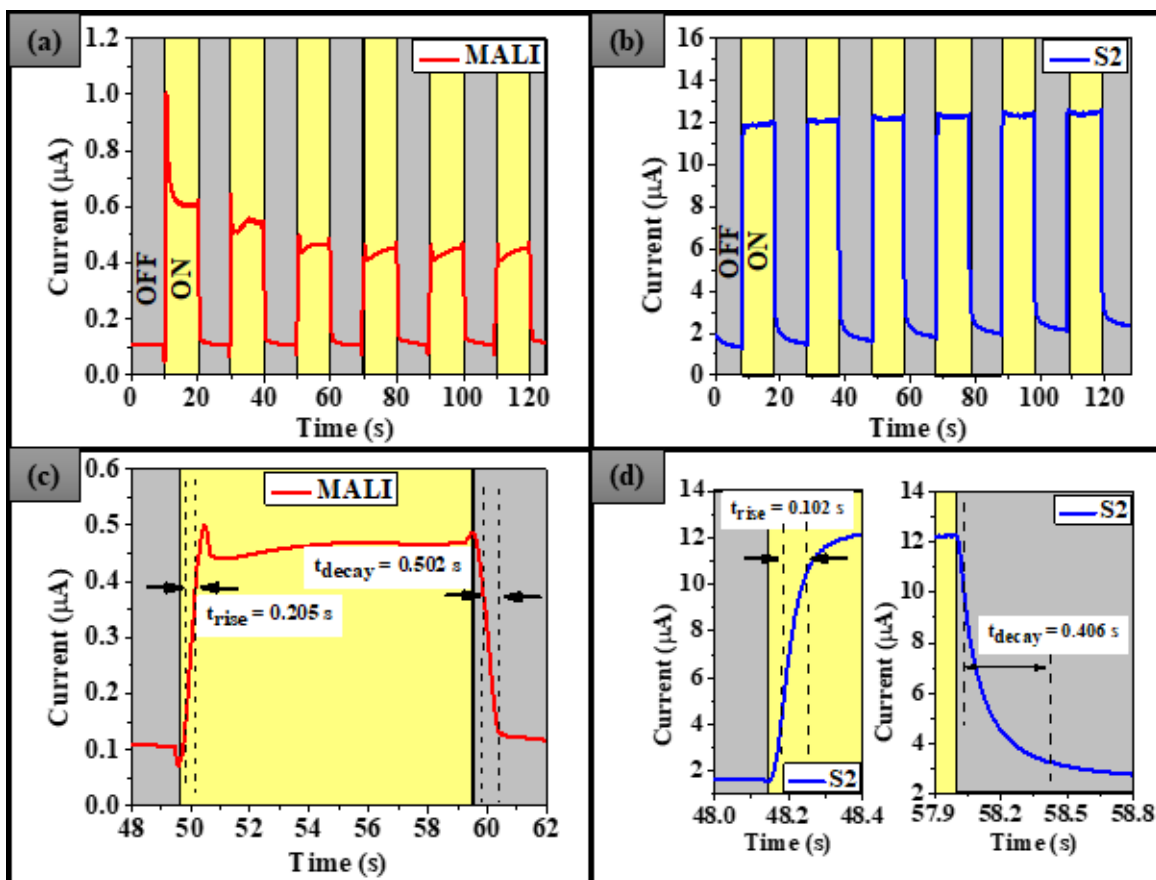 (a)
MALI
Current (μA)
1.2
1.0
0.8
0.6
0.4
0.2
0.0
OFF
ON
0 20 40 60 80 100 120
Time (s)
(b)
S2
Current (μA)
16
14
12
10
8
6
4
2
0
OFF
ON
0 20 40 60 80 100 120
Time (s)
(c)
MALI
Current (μA)
0.6
0.5
0.4
0.3
0.2
0.1
0.0
t_decay = 0.502 s
t_rise = 0.205 s
48 50 52 54 56 58 60 62
Time (s)
(d)
Current (μA)
14
12
10
8
6
4
2
t_rise = 0.102 s
S2
48.0 48.2 48.4
Time (s)
S2
Current (μA)
14
12
10
8
6
4
2
t_decay = 0.406 s
57.9 58.2 58.5 58.8
Time (s)